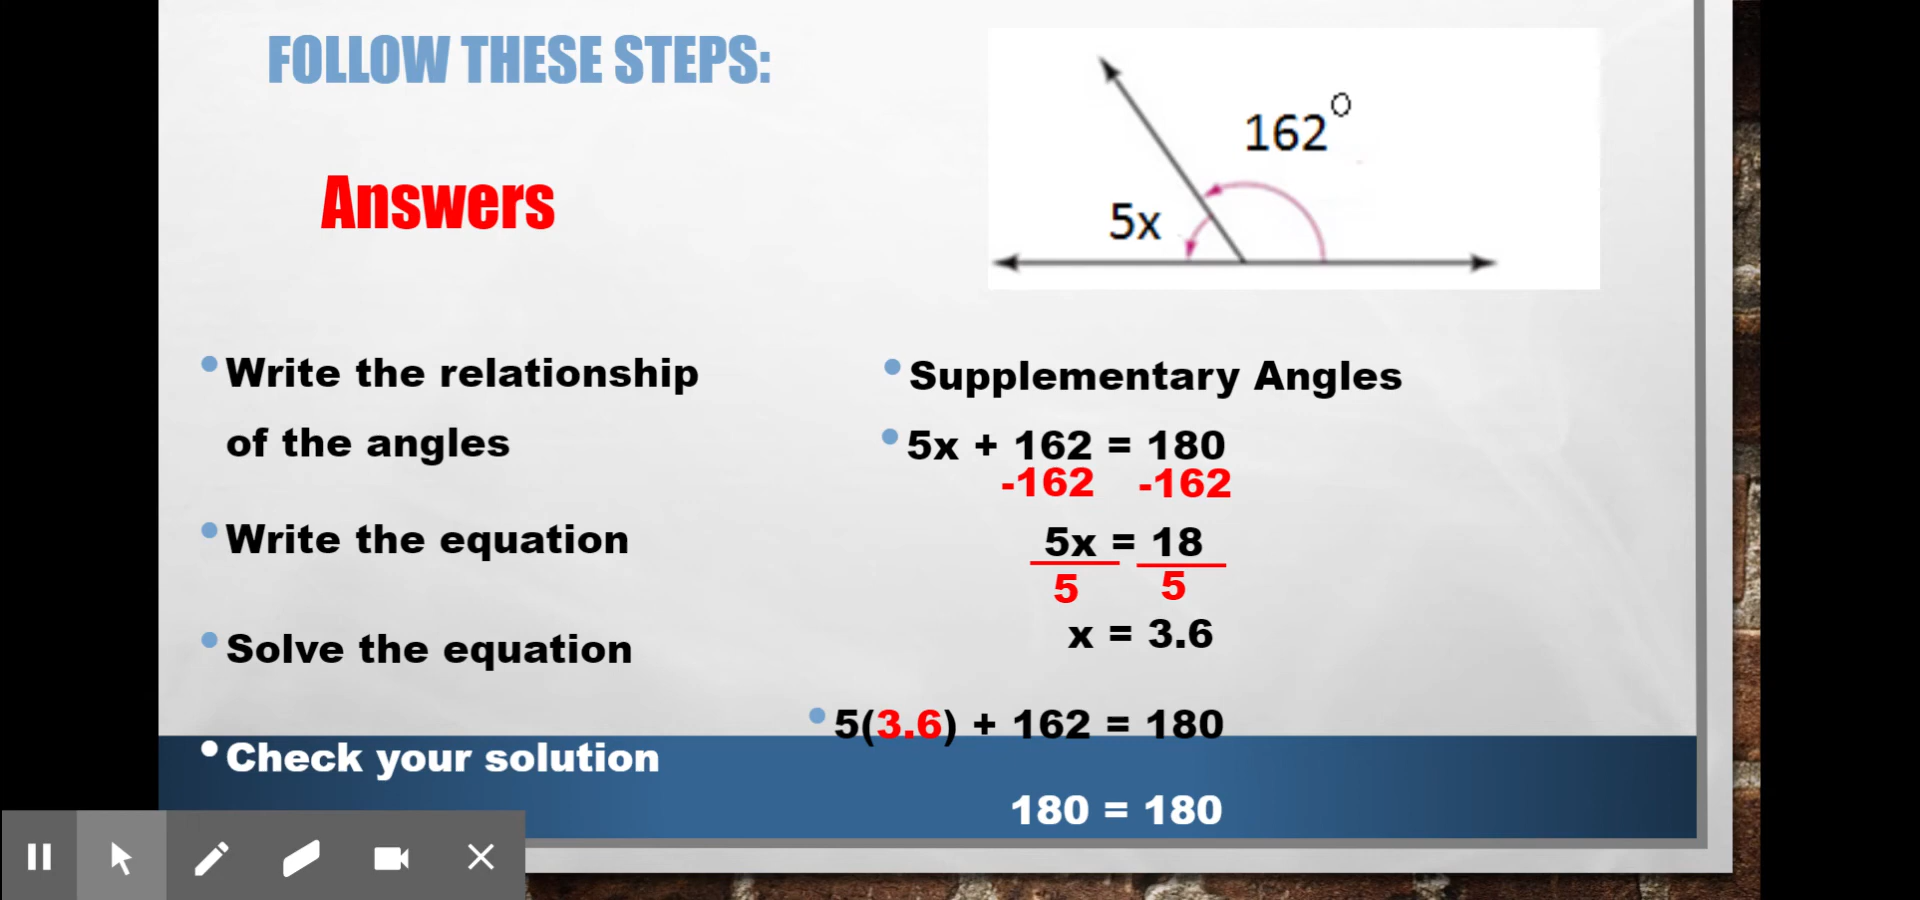 FOLLOW THESE STEPS:
Answers
162°
5x
• Write the relationship
of the angles
• Write the equation
• Solve the equation
• Check your solution
• Supplementary Angles
• 5x + 162 = 180
-162 -162
5x = 18
5 5
x = 3.6
• 5(3.6) + 162 = 180
180 = 180